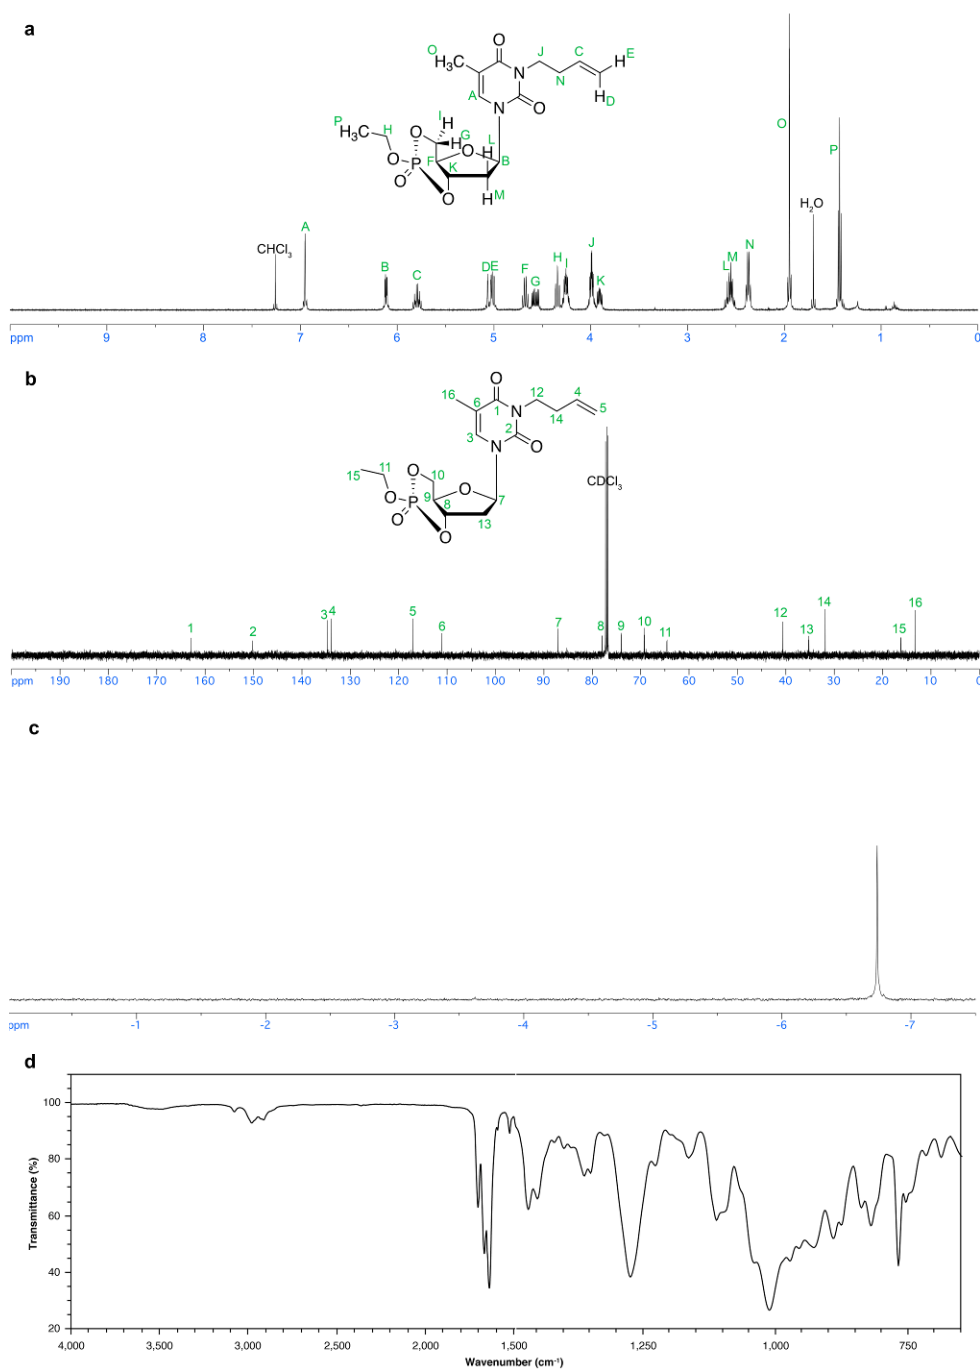 a
O
H₃C
O
N
J
C
E
H
N
H
D
A
N
O
I
H
P
H₃C
H
O
G
H
L
H
O
O
P
O
F
K
B
O
H
M
CHCl₃
A
B
C
D
E
F
G
H
I
J
K
L
M
N
O
H₂O
P
ppm
9
8
7
6
5
4
3
2
1
0
b
16
O
6
1
N
12
4
5
14
3
2
O
N
15
11
O
10
O
P
O
9
8
O
7
13
O
CDCl₃
1
2
3
4
5
6
7
8
9
10
11
12
13
14
15
16
ppm
190
180
170
160
150
140
130
120
110
100
90
80
70
60
50
40
30
20
10
0
c
ppm
-1
-2
-3
-4
-5
-6
-7
d
Transmittance (%)
100
80
60
40
20
4,000
3,500
3,000
2,500
2,000
1,500
1,250
1,000
750
Wavenumber (cm⁻¹)